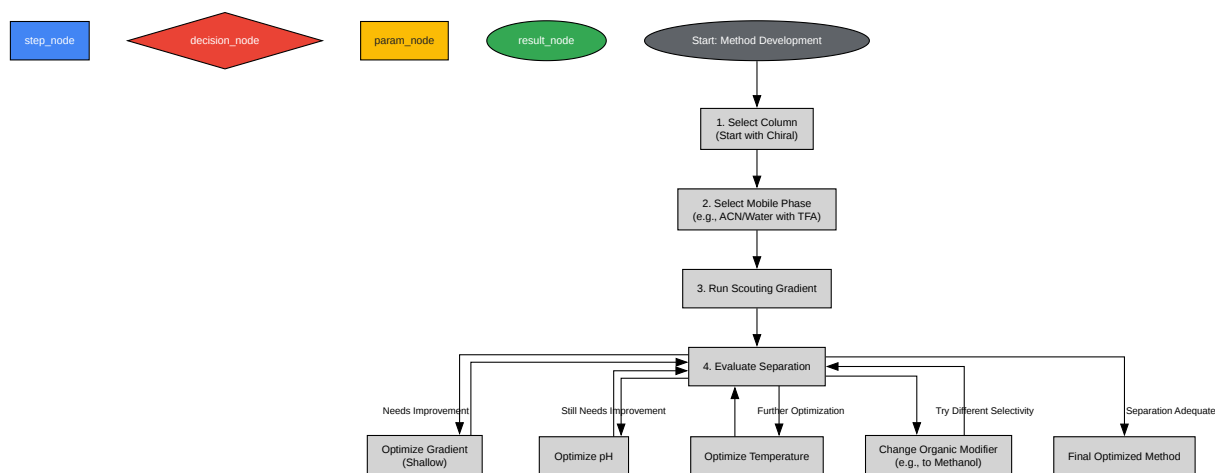 step_node
decision_node
param_node
result_node
Start: Method Development
1. Select Column
(Start with Chiral)
2. Select Mobile Phase
(e.g., ACN/Water with TFA)
3. Run Scouting Gradient
4. Evaluate Separation
Needs Improvement
Still Needs Improvement
Further Optimization
Try Different Selectivity
Separation Adequate
Optimize Gradient
(Shallow)
Optimize pH
Optimize Temperature
Change Organic Modifier
(e.g., to Methanol)
Final Optimized Method